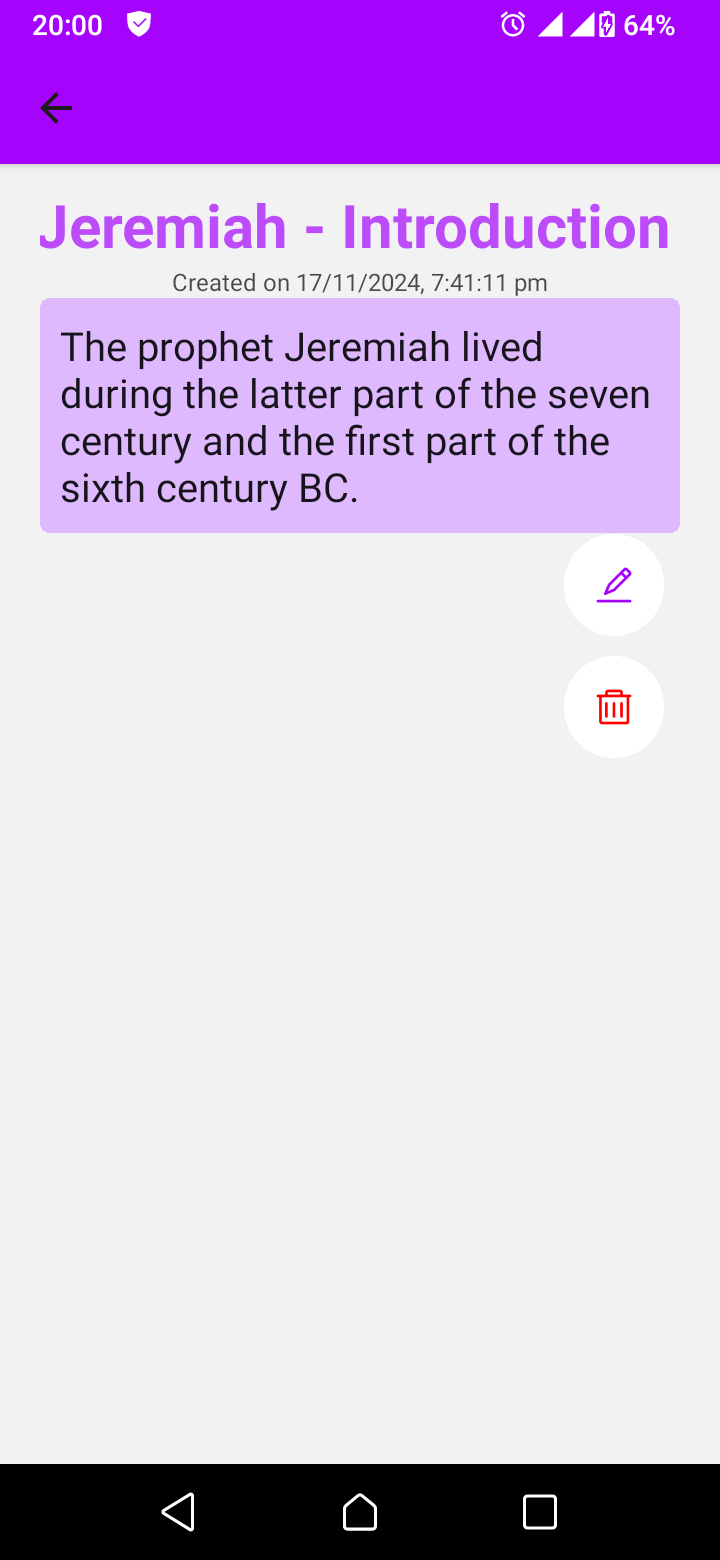 20:00
64%
Jeremiah - Introduction
Created on 17/11/2024, 7:41:11 pm
The prophet Jeremiah lived
during the latter part of the seven
century and the first part of the
sixth century BC.